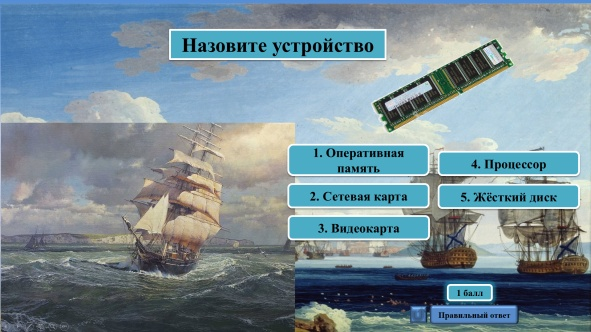 Назовите устройство
1. Оперативная
память
2. Сетевая карта
3. Видеокарта
4. Процессор
5. Жёсткий диск
1 балл
Правильный ответ